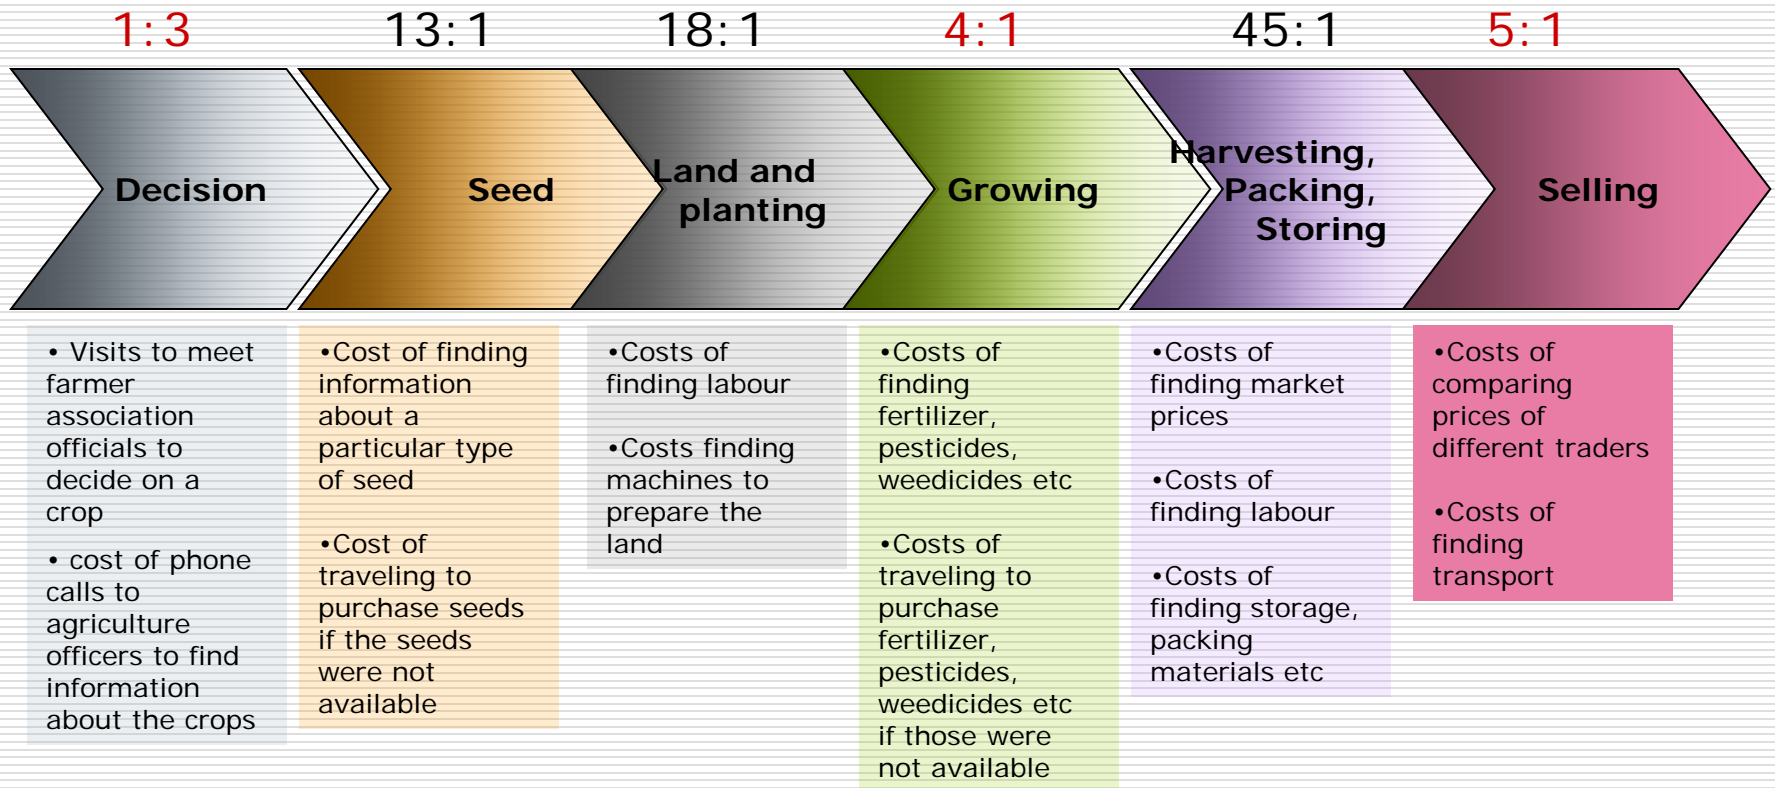 1:3
13:1
18:1
4:1
45:1
5:1
Decision
Seed
Land and
planting
Growing
Harvesting,
Packing,
Storing
Selling
• Visits to meet
farmer
association
officials to
decide on a
crop
• cost of phone
calls to
agriculture
officers to find
information
about the crops
•Cost of finding
information
about a
particular type
of seed
•Cost of
traveling to
purchase seeds
if the seeds
were not
available
•Costs of
finding labour
•Costs finding
machines to
prepare the
land
•Costs of
finding
fertilizer,
pesticides,
weedicides etc
•Costs of
traveling to
purchase
fertilizer,
pesticides,
weedicides etc
if those were
not available
•Costs of
finding market
prices
•Costs of
finding labour
•Costs of
finding storage,
packing
materials etc
•Costs of
comparing
prices of
different traders
•Costs of
finding
transport